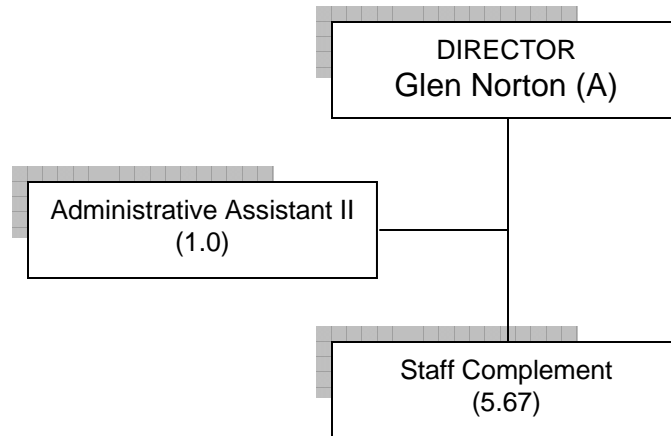 DIRECTOR
Glen Norton (A)
Administrative Assistant II
(1.0)
Staff Complement
(5.67)